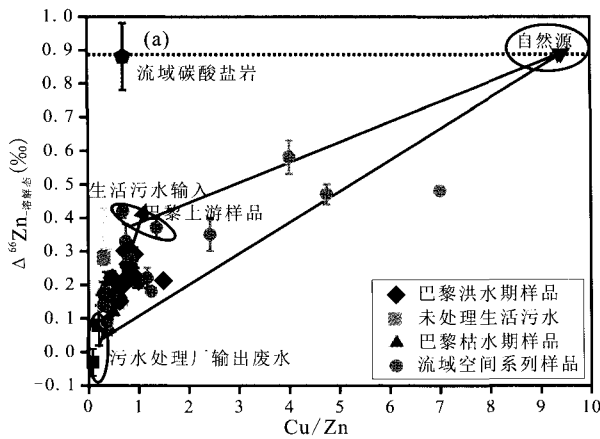 (a)
自然源
流域碳酸盐岩
生活污水输入
巴黎上游样品
污水处理厂输出废水
巴黎洪水期样品
未处理生活污水
巴黎枯水期样品
流域空间系列样品
Δ⁶⁶Zn-溶解态(‰)
1.0
0.9
0.8
0.7
0.6
0.5
0.4
0.3
0.2
0.1
0.0
-0.1
0 1 2 3 4 5 6 7 8 9 10
Cu/Zn